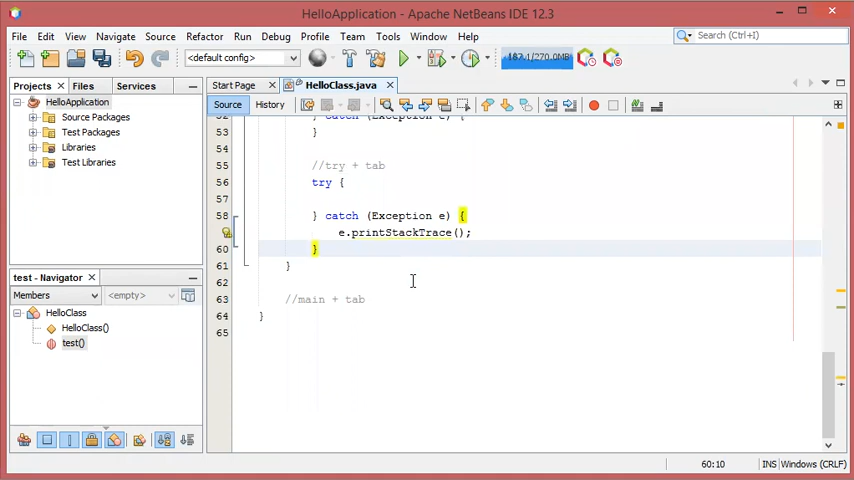 HelloApplication - Apache NetBeans IDE 12.3
File Edit View Navigate Source Refactor Run Debug Profile Team Tools Window Help
Search (Ctrl+I)
<default config>
Projects Files Services
HelloApplication
Source Packages
Test Packages
Libraries
Test Libraries
test - Navigator
Members <empty>
HelloClass
HelloClass()
test()
Start Page HelloClass.java
Source History
53 }
54
55 //try + tab
56 try {
57
58 } catch (Exception e) {
e.printStackTrace();
60 }
61 }
62
63 //main + tab
64 }
65
60:10 INS Windows (CRLF)